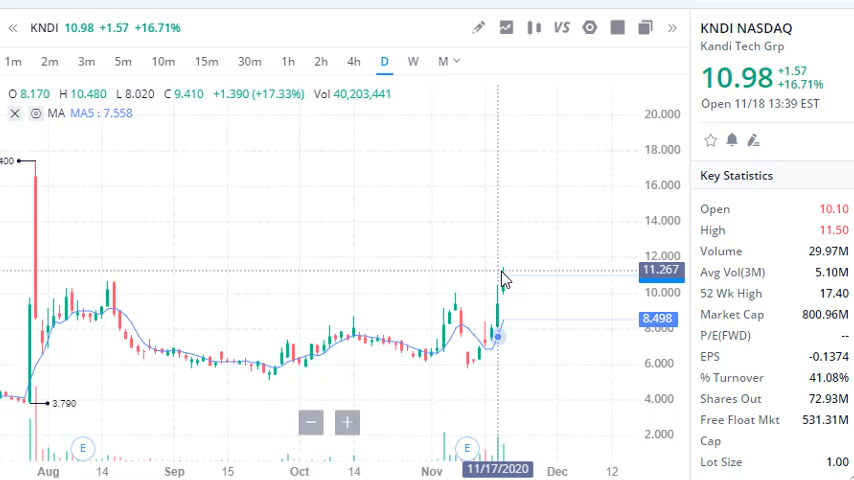 KNDI 10.98 +1.57 +16.71%
VS
1m 2m 3m 5m 10m 15m 30m 1h 2h 4h D W M
O 8.170 H 10.480 L 8.020 C 9.410 +1.390 (+17.33%) Vol 40,203,441
MA MA5 : 7.558
20.000
18.000
400
16.000
14.000
12.000
11.267
10.000
8.498
8.000
6.000
4.000
3.790
2.000
E E
Aug 14 Sep 15 Oct 14 Nov 11/17/2020 Dec 12
KNDI NASDAQ
Kandi Tech Grp
10.98 +1.57
+16.71%
Open 11/18 13:39 EST
Key Statistics
Open 10.10
High 11.50
Volume 29.97M
Avg Vol(3M) 5.10M
52 Wk High 17.40
Market Cap 800.96M
P/E(FWD) --
EPS -0.1374
% Turnover 41.08%
Shares Out 72.93M
Free Float Mkt 531.31M
Cap
Lot Size 1.00